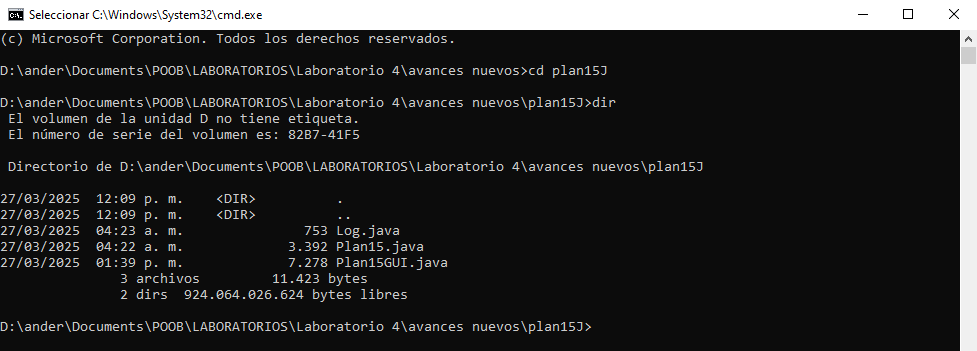 Seleccionar C:\Windows\System32\cmd.exe
(c) Microsoft Corporation. Todos los derechos reservados.
D:\ander\Documents\POOB\LABORATORIOS\Laboratorio 4\avances nuevos>cd plan15J
D:\ander\Documents\POOB\LABORATORIOS\Laboratorio 4\avances nuevos\plan15J>dir
El volumen de la unidad D no tiene etiqueta.
El número de serie del volumen es: 82B7-41F5
Directorio de D:\ander\Documents\POOB\LABORATORIOS\Laboratorio 4\avances nuevos\plan15J
27/03/2025  12:09 p. m.    <DIR>          .
27/03/2025  12:09 p. m.    <DIR>          ..
27/03/2025  04:23 a. m.               753 Log.java
27/03/2025  04:22 a. m.             3.392 Plan15.java
27/03/2025  01:39 p. m.             7.278 Plan15GUI.java
3 archivos         11.423 bytes
2 dirs  924.064.026.624 bytes libres
D:\ander\Documents\POOB\LABORATORIOS\Laboratorio 4\avances nuevos\plan15J>